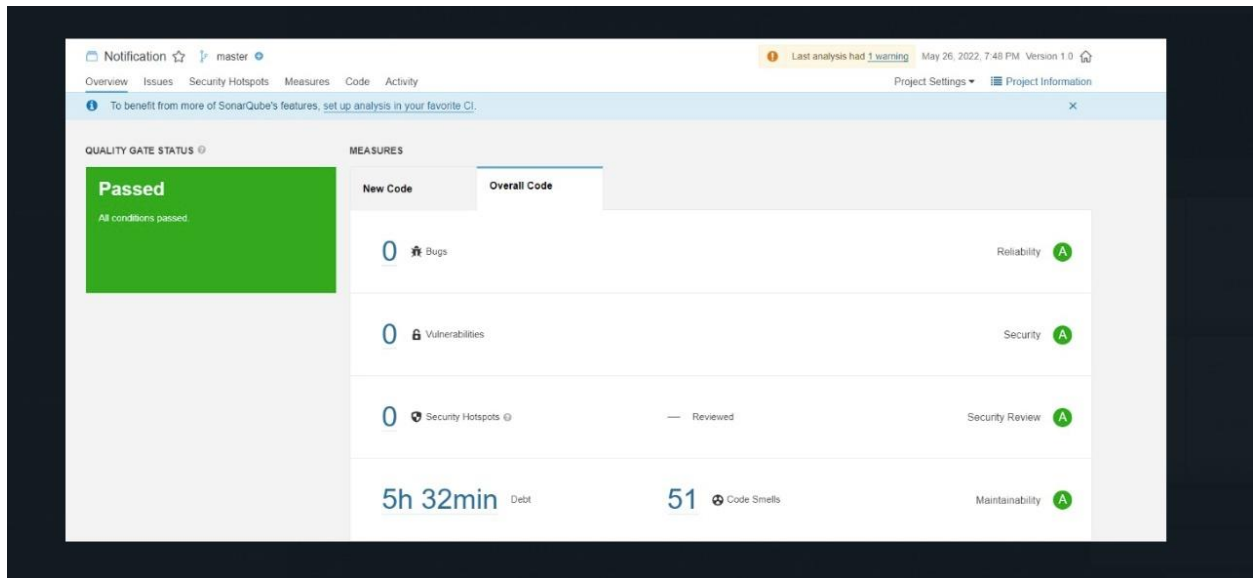 Notification master
Last analysis had 1 warning May 26, 2022, 7:48 PM Version 1.0
Overview Issues Security Hotspots Measures Code Activity
Project Settings Project Information
To benefit from more of SonarQube's features, set up analysis in your favorite CI.
QUALITY GATE STATUS
MEASURES
Passed
All conditions passed.
New Code
Overall Code
0 Bugs
Reliability A
0 Vulnerabilities
Security A
0 Security Hotspots
— Reviewed
Security Review A
5h 32min Debt
51 Code Smells
Maintainability A